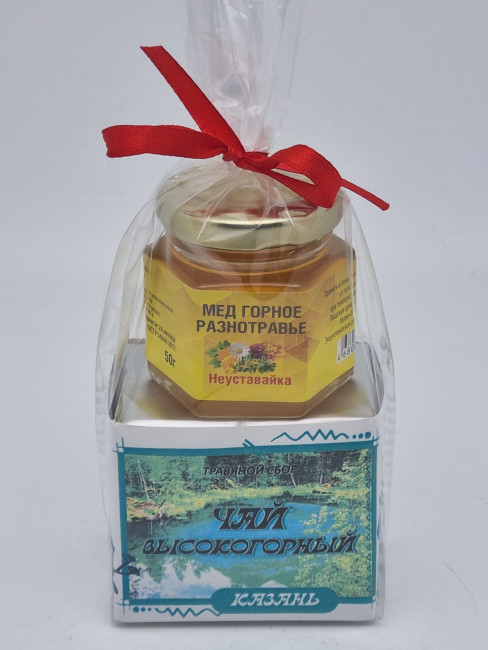 МЕД ГОРНОЕ
РАЗНОТРАВЬЕ
Неуставайка
50г
ТРАВЯНОЙ СБОР
ЧАЙ
ВЫСОКОГОРНЫЙ
КАЗАНЬ